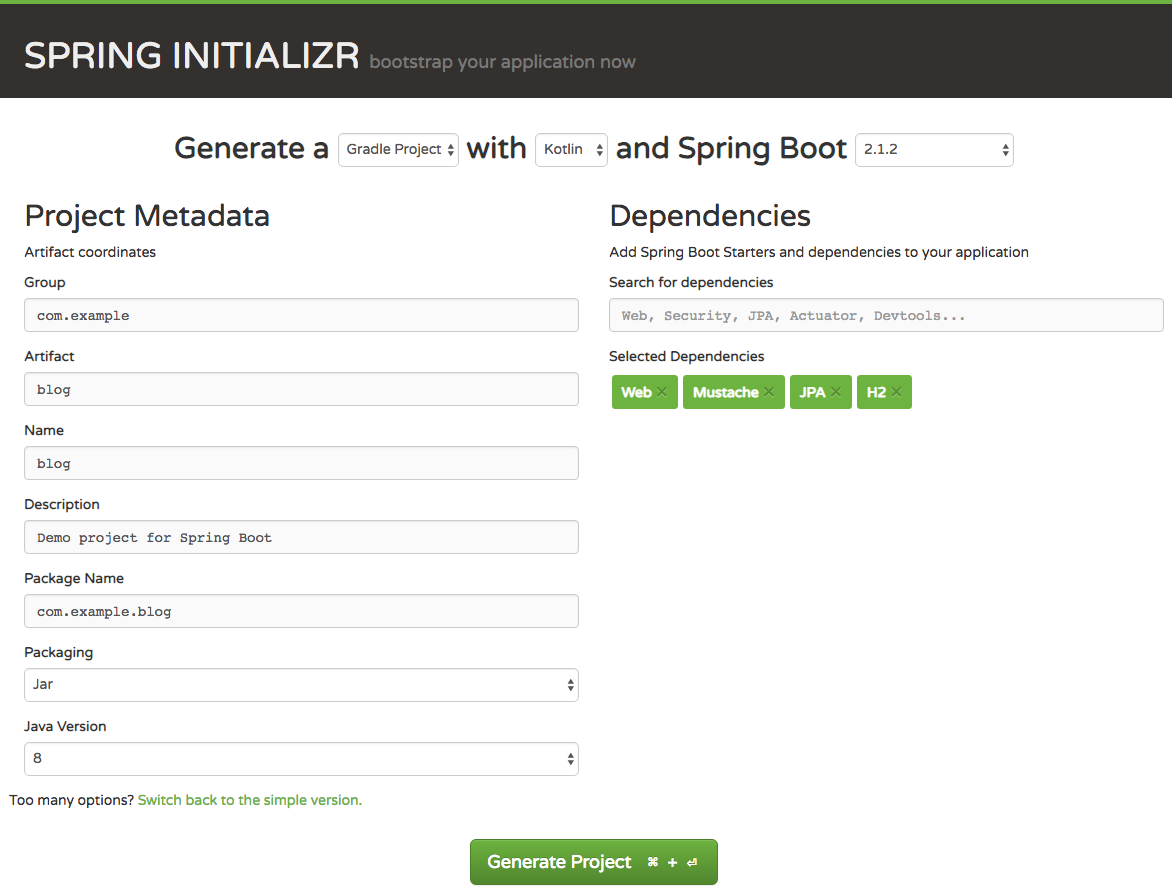 SPRING INITIALIZR bootstrap your application now
Generate a Gradle Project with Kotlin and Spring Boot 2.1.2
Project Metadata
Artifact coordinates
Group
com.example
Artifact
blog
Name
blog
Description
Demo project for Spring Boot
Package Name
com.example.blog
Packaging
Jar
Java Version
8
Too many options? Switch back to the simple version.
Dependencies
Add Spring Boot Starters and dependencies to your application
Search for dependencies
Web, Security, JPA, Actuator, Devtools...
Selected Dependencies
Web × Mustache × JPA × H2 ×
Generate Project ⌘ + ⏎